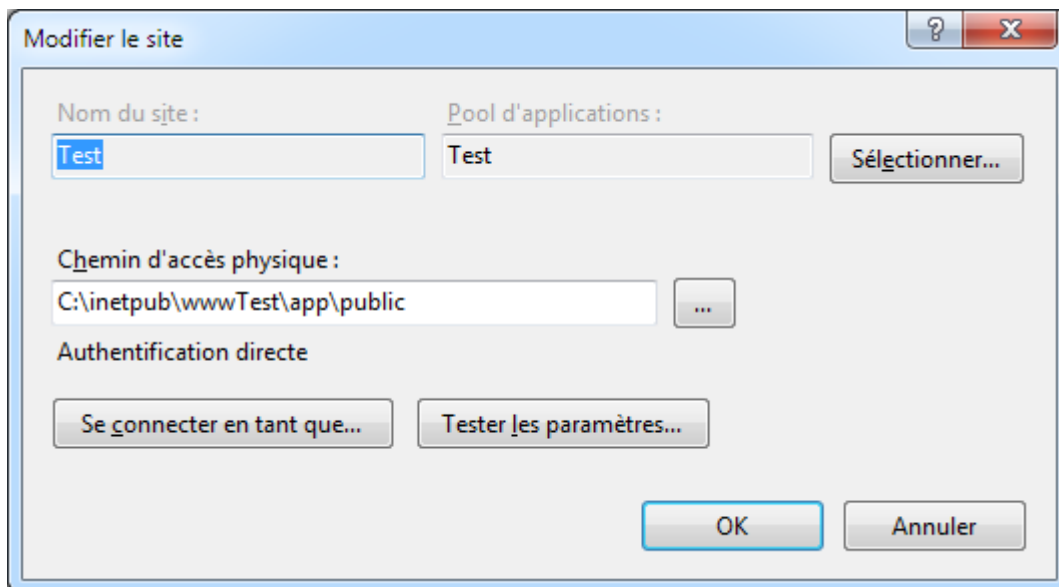 Modifier le site
?
Nom du site :
Pool d'applications :
Test
Test
Sélectionner...
Chemin d'accès physique :
C:\inetpub\wwwTest\app\public
...
Authentification directe
Se connecter en tant que...
Tester les paramètres...
OK
Annuler